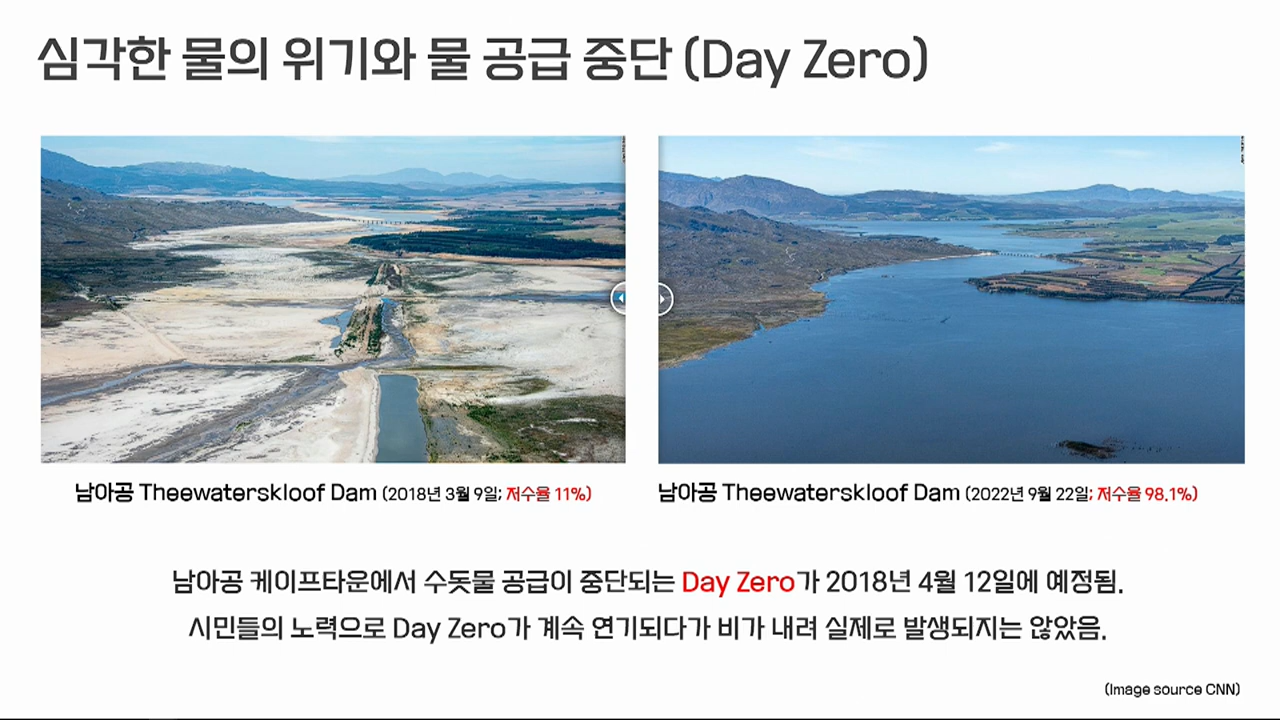 심각한 물의 위기와 물 공급 중단 (Day Zero)
남아공 Theewaterskloof Dam (2018년 3월 9일; 저수율 11%)
남아공 Theewaterskloof Dam (2022년 9월 22일; 저수율 98.1%)
남아공 케이프타운에서 수돗물 공급이 중단되는 Day Zero가 2018년 4월 12일에 예정됨.
시민들의 노력으로 Day Zero가 계속 연기되다가 비가 내려 실제로 발생되지는 않았음.
(Image source CNN)